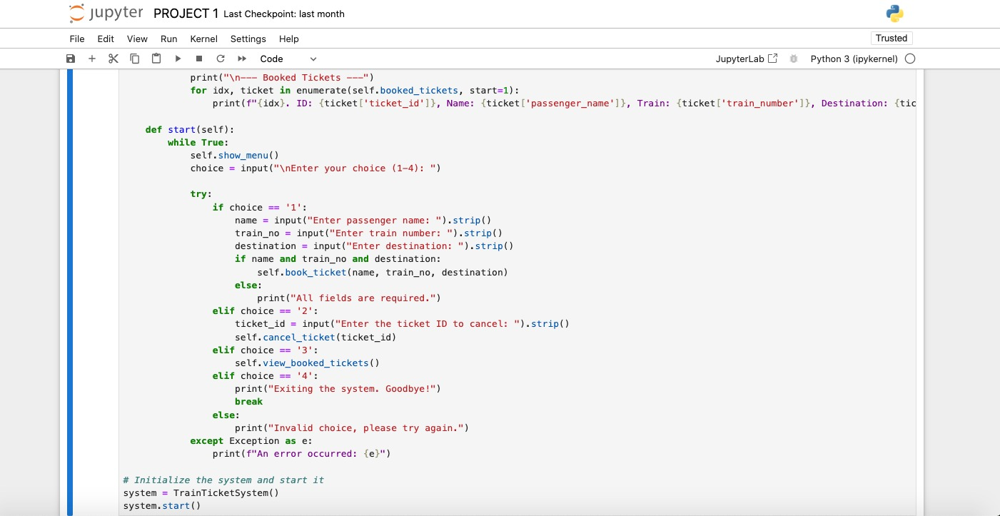 jupyter PROJECT 1 Last Checkpoint: last month
File Edit View Run Kernel Settings Help Trusted
Code JupyterLab Python 3 (ipykernel)
            print("\n--- Booked Tickets ---")
            for idx, ticket in enumerate(self.booked_tickets, start=1):
                print(f"{idx}. ID: {ticket['ticket_id']}, Name: {ticket['passenger_name']}, Train: {ticket['train_number']}, Destination: {tic
    def start(self):
        while True:
            self.show_menu()
            choice = input("\nEnter your choice (1-4): ")
            try:
                if choice == '1':
                    name = input("Enter passenger name: ").strip()
                    train_no = input("Enter train number: ").strip()
                    destination = input("Enter destination: ").strip()
                    if name and train_no and destination:
                        self.book_ticket(name, train_no, destination)
                    else:
                        print("All fields are required.")
                elif choice == '2':
                    ticket_id = input("Enter the ticket ID to cancel: ").strip()
                    self.cancel_ticket(ticket_id)
                elif choice == '3':
                    self.view_booked_tickets()
                elif choice == '4':
                    print("Exiting the system. Goodbye!")
                    break
                else:
                    print("Invalid choice, please try again.")
            except Exception as e:
                print(f"An error occurred: {e}")
# Initialize the system and start it
system = TrainTicketSystem()
system.start()